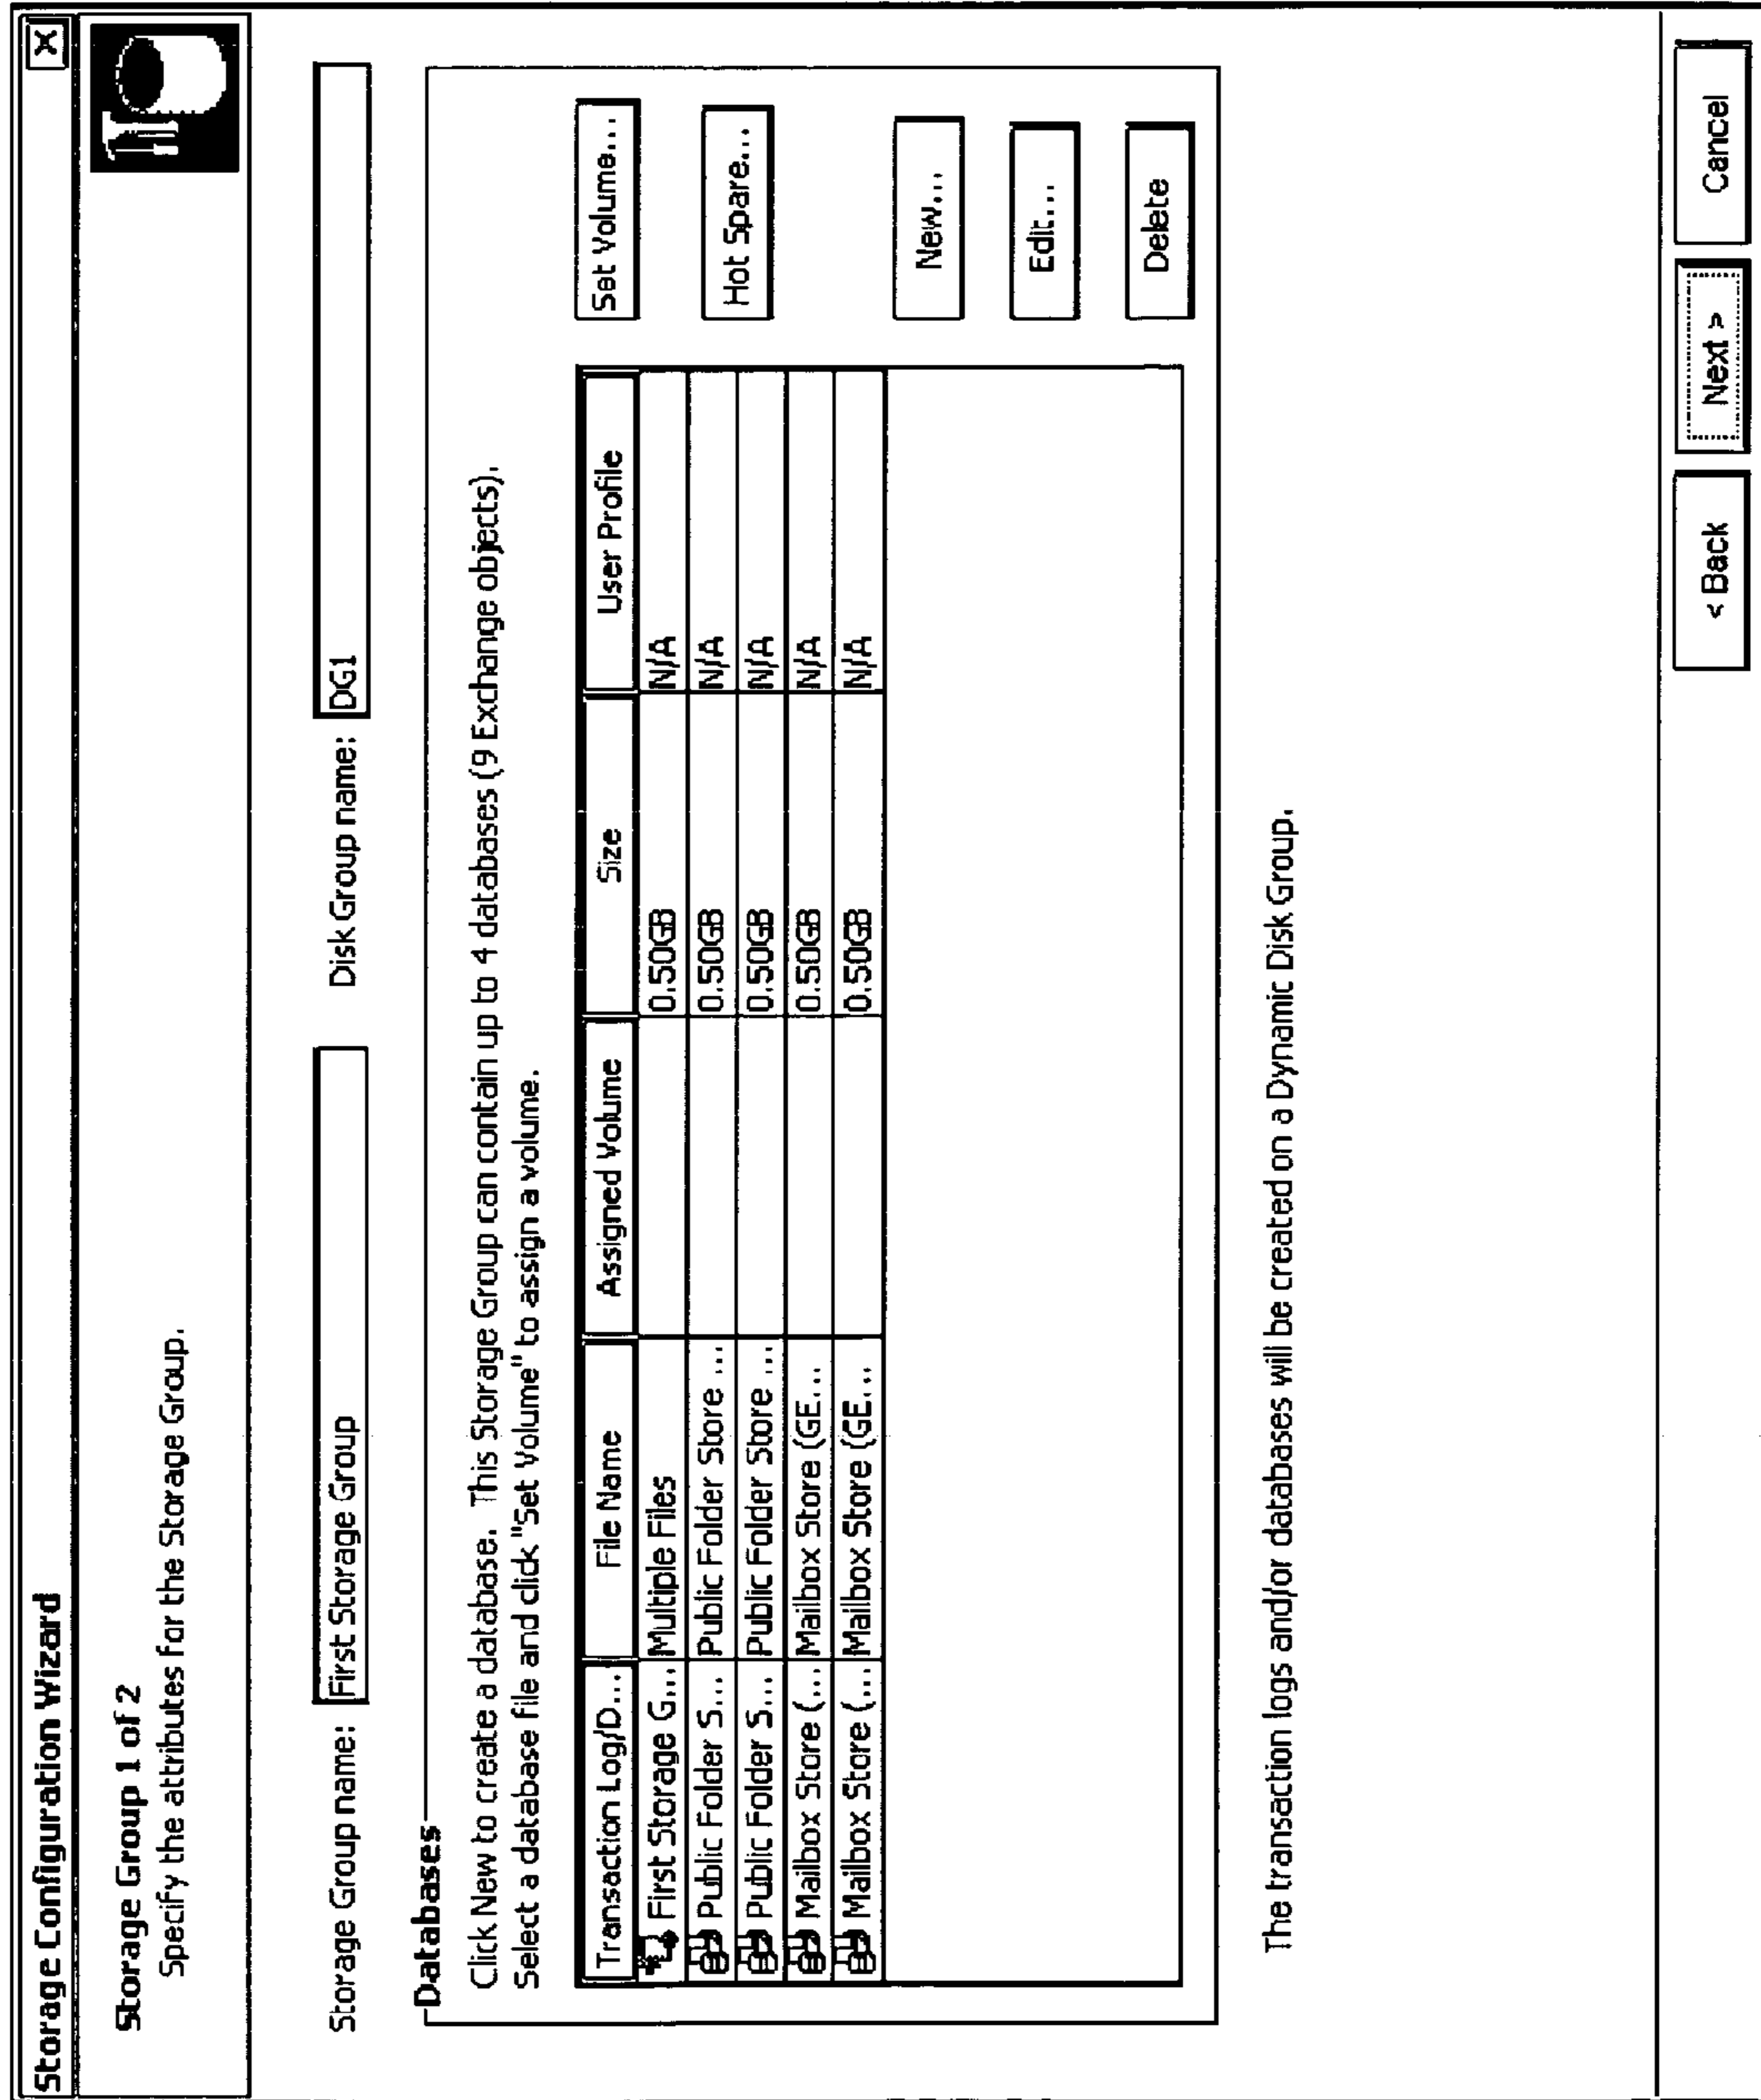 Storage Configuration Wizard
X
Storage Group 1 of 2
Specify the attributes for the Storage Group.
Storage Group name: First Storage Group Disk Group name: DG1
Databases
Click New to create a database. This Storage Group can contain up to 4 databases (9 Exchange objects).
Select a database file and click "Set Volume" to assign a volume.
Transaction Log/D... File Name Assigned Volume Size User Profile
First Storage G... Multiple Files 0.50GB N/A
Public Folder S... Public Folder Store ... 0.50GB N/A
Public Folder S... Public Folder Store ... 0.50GB N/A
Mailbox Store (... Mailbox Store (GE... 0.50GB N/A
Mailbox Store (... Mailbox Store (GE... 0.50GB N/A
Set Volume...
Hot Spare...
New...
Edit...
Delete
The transaction logs and/or databases will be created on a Dynamic Disk Group.
< Back Next > Cancel